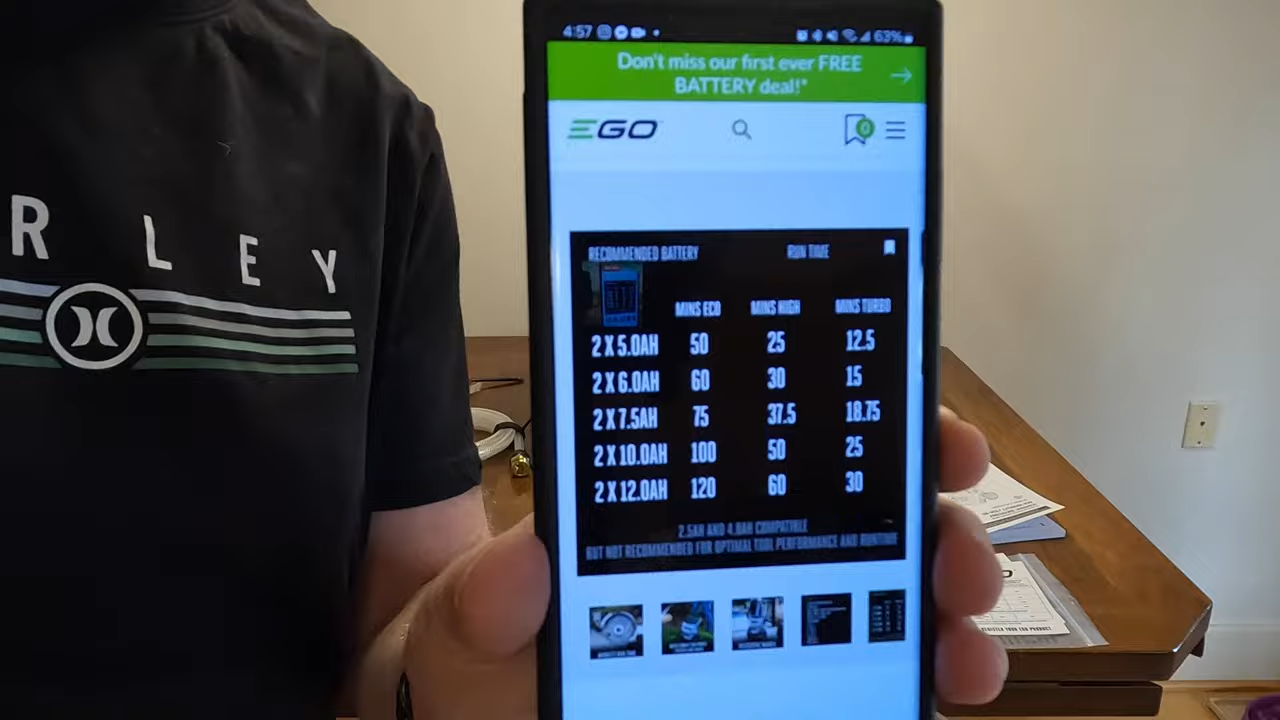 4:57
63%
Don't miss our first ever FREE
BATTERY deal!*
EGO
0
RECOMMENDED BATTERY RUN TIME
MINS ECO MINS HIGH MINS TURBO
2 X 5.0AH 50 25 12.5
2 X 6.0AH 60 30 15
2 X 7.5AH 75 37.5 18.75
2 X 10.0AH 100 50 25
2 X 12.0AH 120 60 30
2.5AH AND 4.0AH COMPATIBLE
BUT NOT RECOMMENDED FOR OPTIMAL TOOL PERFORMANCE AND RUNTIME
R L E Y